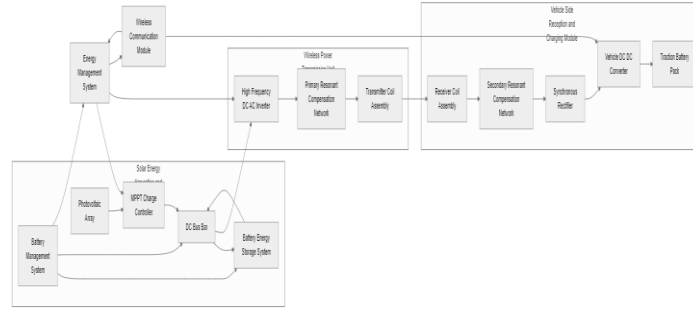 Wireless
Communication
Module
Energy
Management
System
Vehicle Side
Reception and
Charging Module
Vehicle DC-DC
Converter
Traction Battery
Pack
Wireless Power
High Frequency
DC-AC Inverter
Primary Resonant
Compensation
Network
Transmitter Coil
Assembly
Receiver Coil
Assembly
Secondary Resonant
Compensation
Network
Synchronous
Rectifier
Solar Energy
Photovoltaic
Array
MPPT Charge
Controller
DC Bus Bar
Battery
Management
System
Battery Energy
Storage System